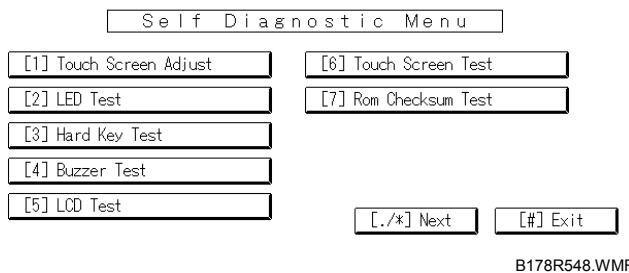 Self Diagnostic Menu
[1] Touch Screen Adjust
[2] LED Test
[3] Hard Key Test
[4] Buzzer Test
[5] LCD Test
[6] Touch Screen Test
[7] Rom Checksum Test
[./*] Next
[#] Exit
B178R548.WMF